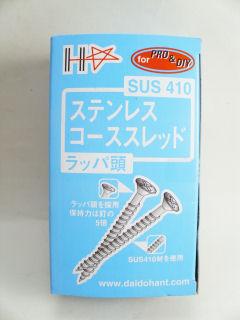 for PRO & DIY
SUS 410
ステンレス
コーススレッド
ラッパ頭
ラッパ頭を採用
保持力は釘の
5倍
SUS410材を使用
www.daidohant.com